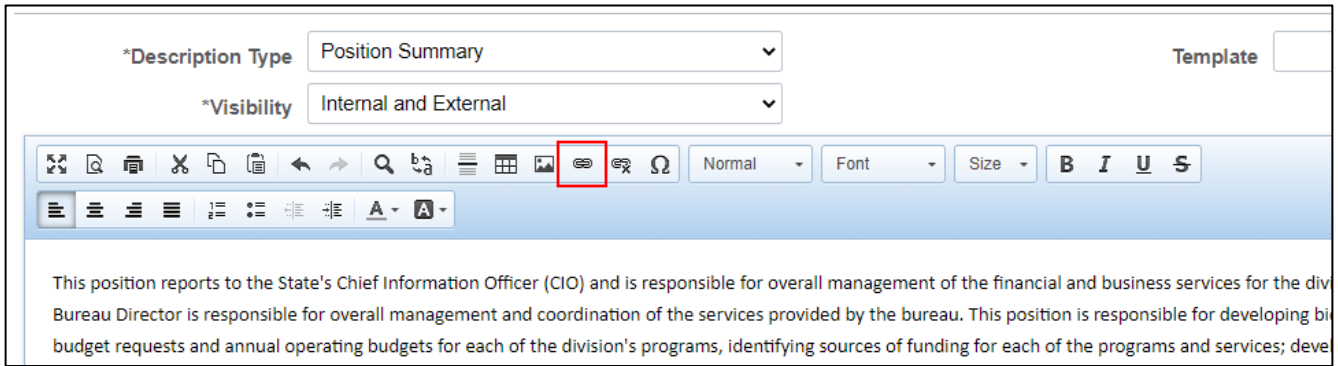 *Description Type Position Summary Template
*Visibility Internal and External
Normal Font Size B I U S
A A
This position reports to the State's Chief Information Officer (CIO) and is responsible for overall management of the financial and business services for the divi
Bureau Director is responsible for overall management and coordination of the services provided by the bureau. This position is responsible for developing bi
budget requests and annual operating budgets for each of the division's programs, identifying sources of funding for each of the programs and services; devel